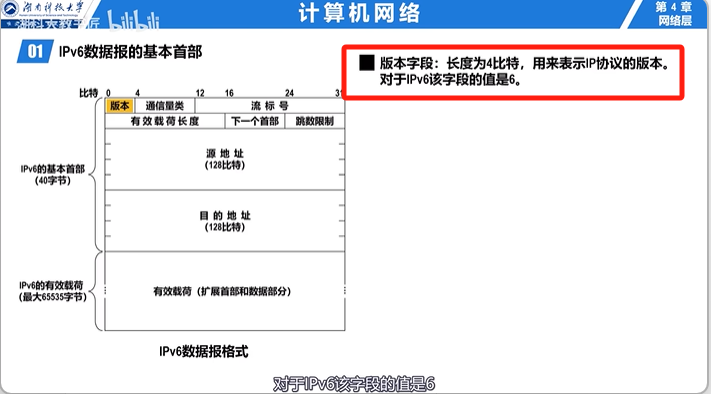 湖南科技大学
Hunan University of Science and Technology
计算机网络
第 4 章
网络层
bilibili
01 IPv6数据报的基本首部
版本字段：长度为4比特，用来表示IP协议的版本。
对于IPv6该字段的值是6。
比特 0 4 12 16 24 31
版本 通信量类 流 标 号
有 效 载 荷 长 度 下一个首部 跳数限制
IPv6的基本首部
（40字节）
源 地 址
（128比特）
目 的 地 址
（128比特）
IPv6的有效载荷
（最大65535字节）
有效载荷（扩展首部和数据部分）
IPv6数据报格式
对于IPv6该字段的值是6